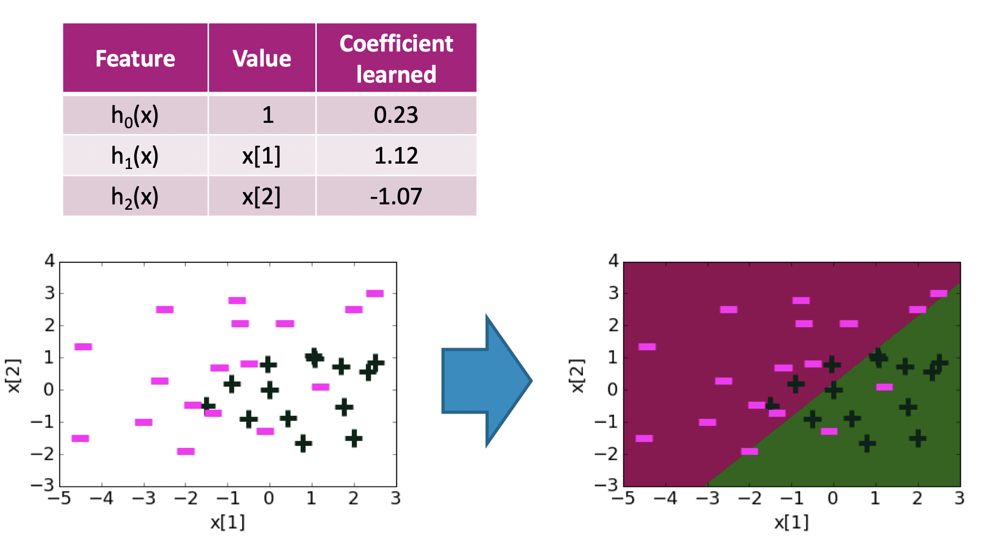 Feature Value Coefficient learned
h₀(x) 1 0.23
h₁(x) x[1] 1.12
h₂(x) x[2] -1.07
4
3
2
1
0
−1
−2
−3
x[2]
−5 −4 −3 −2 −1 0 1 2 3
x[1]
4
3
2
1
0
−1
−2
−3
x[2]
−5 −4 −3 −2 −1 0 1 2 3
x[1]